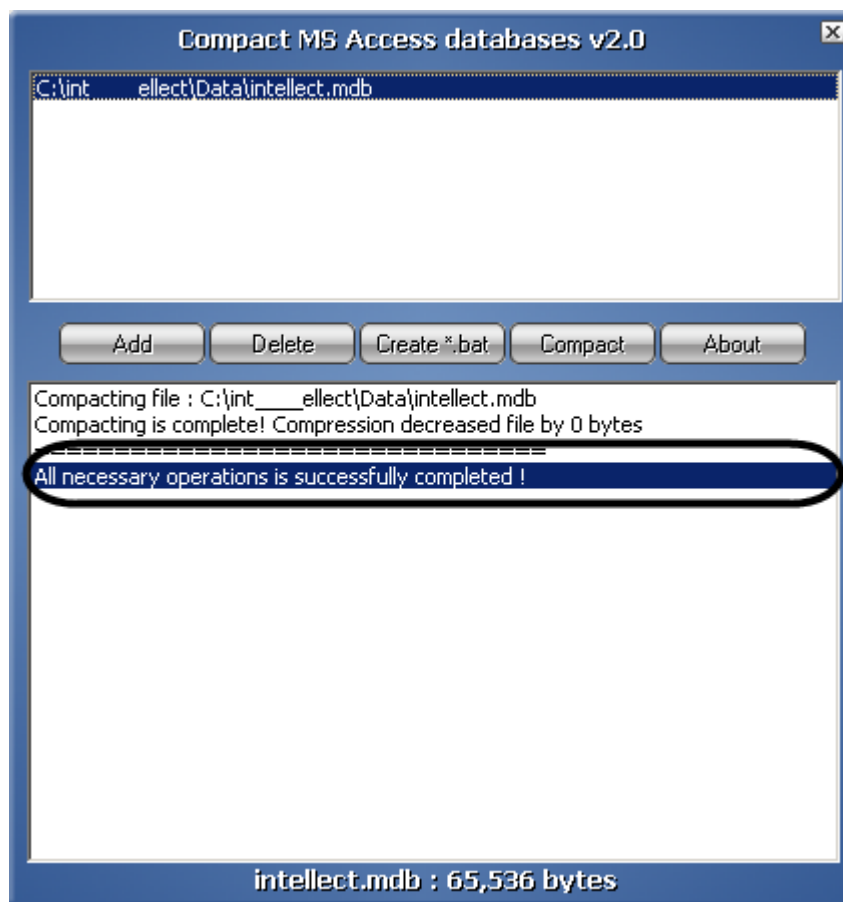 Compact MS Access databases v2.0
C:\int____ellect\Data\intellect.mdb
Add Delete Create *.bat Compact About
Compacting file : C:\int____ellect\Data\intellect.mdb
Compacting is complete! Compression decreased file by 0 bytes
================================
All necessary operations is successfully completed !
intellect.mdb : 65,536 bytes